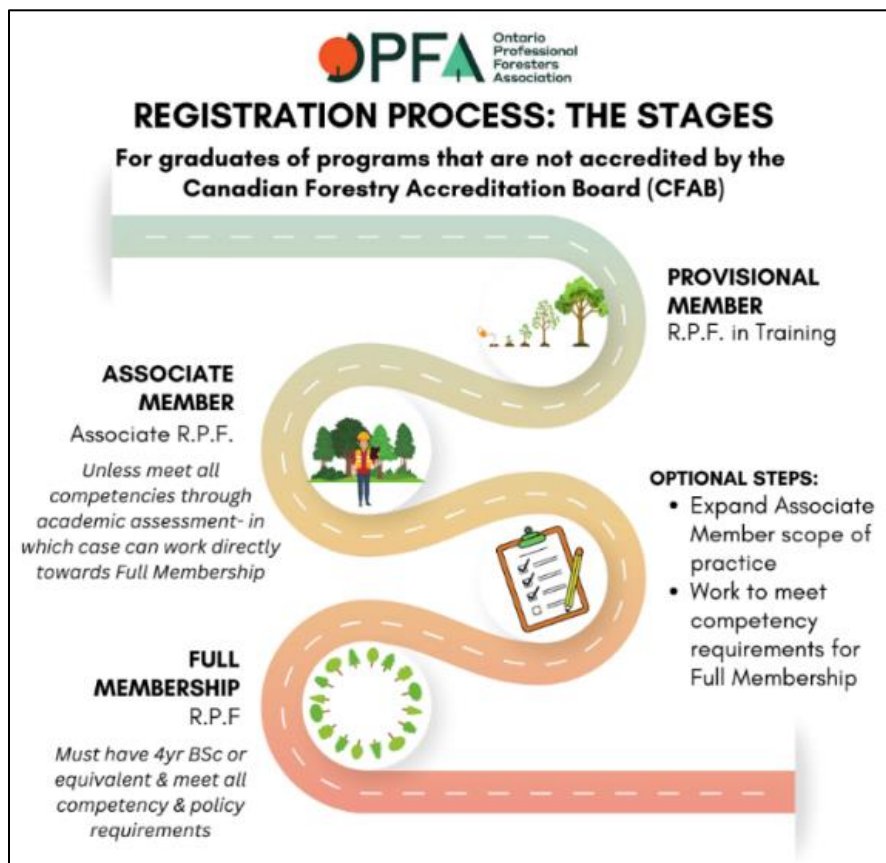 OPFA
Ontario
Professional
Foresters
Association
REGISTRATION PROCESS: THE STAGES
For graduates of programs that are not accredited by the
Canadian Forestry Accreditation Board (CFAB)
PROVISIONAL
MEMBER
R.P.F. in Training
ASSOCIATE
MEMBER
Associate R.P.F.
Unless meet all
competencies through
academic assessment- in
which case can work directly
towards Full Membership
OPTIONAL STEPS:
• Expand Associate
Member scope of
practice
• Work to meet
competency
requirements for
Full Membership
FULL
MEMBERSHIP
R.P.F
Must have 4yr BSc or
equivalent & meet all
competency & policy
requirements